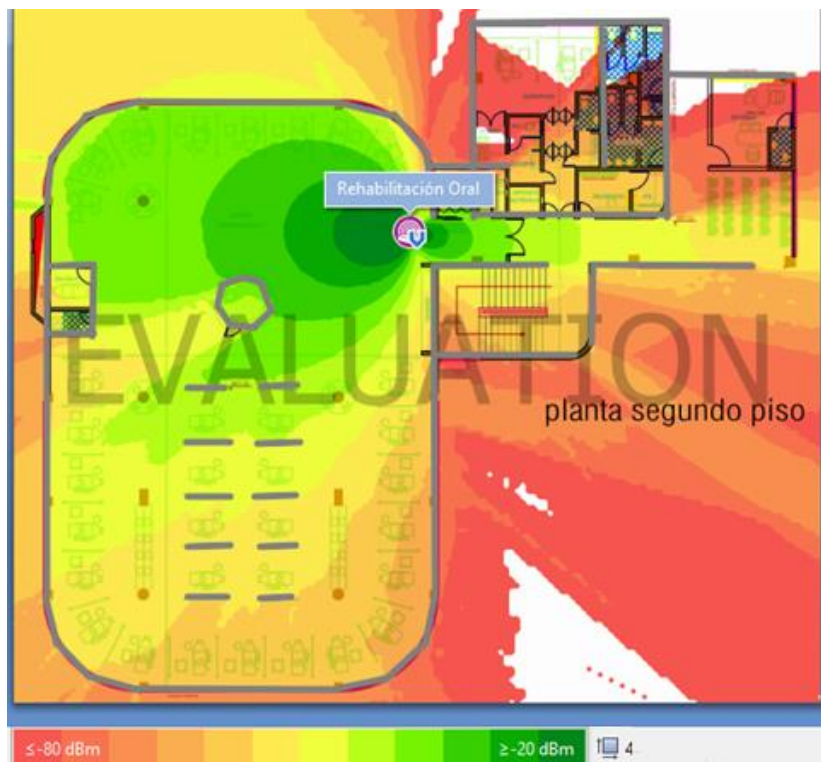 Rehabilitación Oral
EVALUATION
planta segundo piso
≤-80 dBm
≥-20 dBm
4